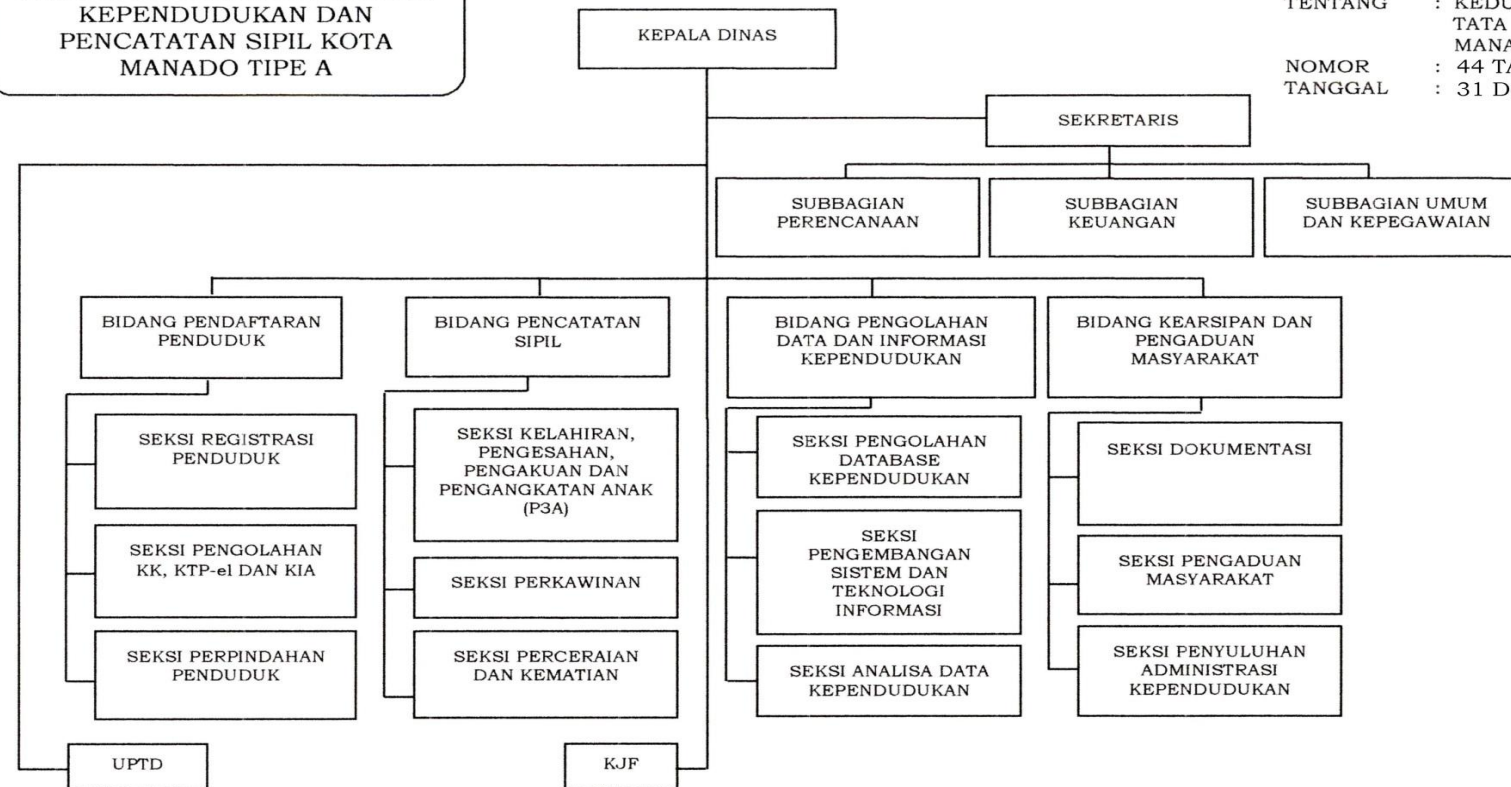 KEPENDUDUKAN DAN
PENCATATAN SIPIL KOTA
MANADO TIPE A
KEPALA DINAS
TENTANG :
TATA
NOMOR : 44
TANGGAL : 31
SEKRETARIS
SUBBAGIAN
PERENCANAAN
SUBBAGIAN
KEUANGAN
SUBBAGIAN UMUM
DAN KEPEGAWAIAN
BIDANG PENDAFTARAN
PENDUDUK
BIDANG PENCATATAN
SIPIL
BIDANG PENGOLAHAN
DATA DAN INFORMASI
KEPENDUDUKAN
BIDANG KEARSIPAN DAN
PENGADUAN
MASYARAKAT
SEKSI REGISTRASI
PENDUDUK
SEKSI PENGOLAHAN
KK, KTP-el DAN KIA
SEKSI PERPINDAHAN
PENDUDUK
SEKSI KELAHIRAN,
PENGESAHAN,
PENGAKUAN DAN
PENGANGKATAN ANAK
(P3A)
SEKSI PERKAWINAN
SEKSI PERCERAIAN
DAN KEMATIAN
SEKSI PENGOLAHAN
DATABASE
KEPENDUDUKAN
SEKSI
PENGEMBANGAN
SISTEM DAN
TEKNOLOGI
INFORMASI
SEKSI ANALISA DATA
KEPENDUDUKAN
SEKSI DOKUMENTASI
SEKSI PENGADUAN
MASYARAKAT
SEKSI PENYULUHAN
ADMINISTRASI
KEPENDUDUKAN
UPTD
KJF